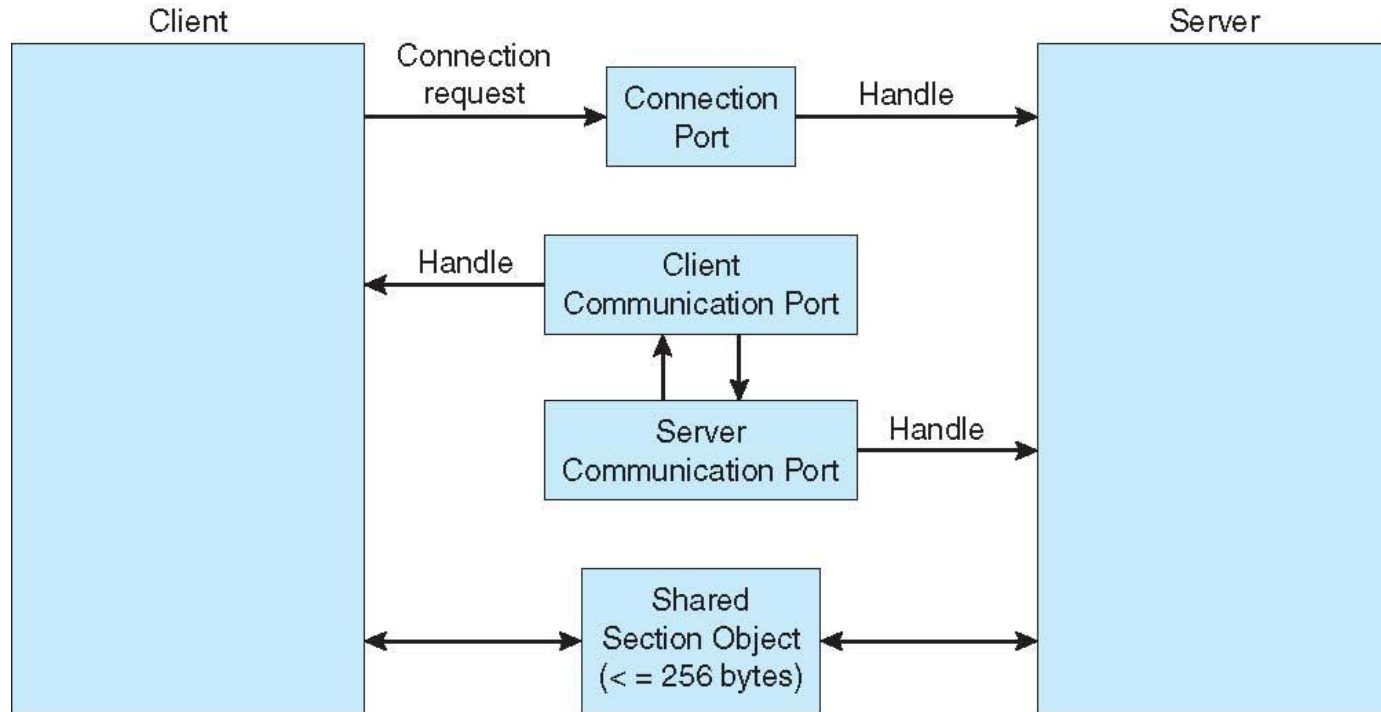 Client
Server
Connection
request
Connection
Port
Handle
Handle
Client
Communication Port
Server
Communication Port
Handle
Shared
Section Object
(< = 256 bytes)